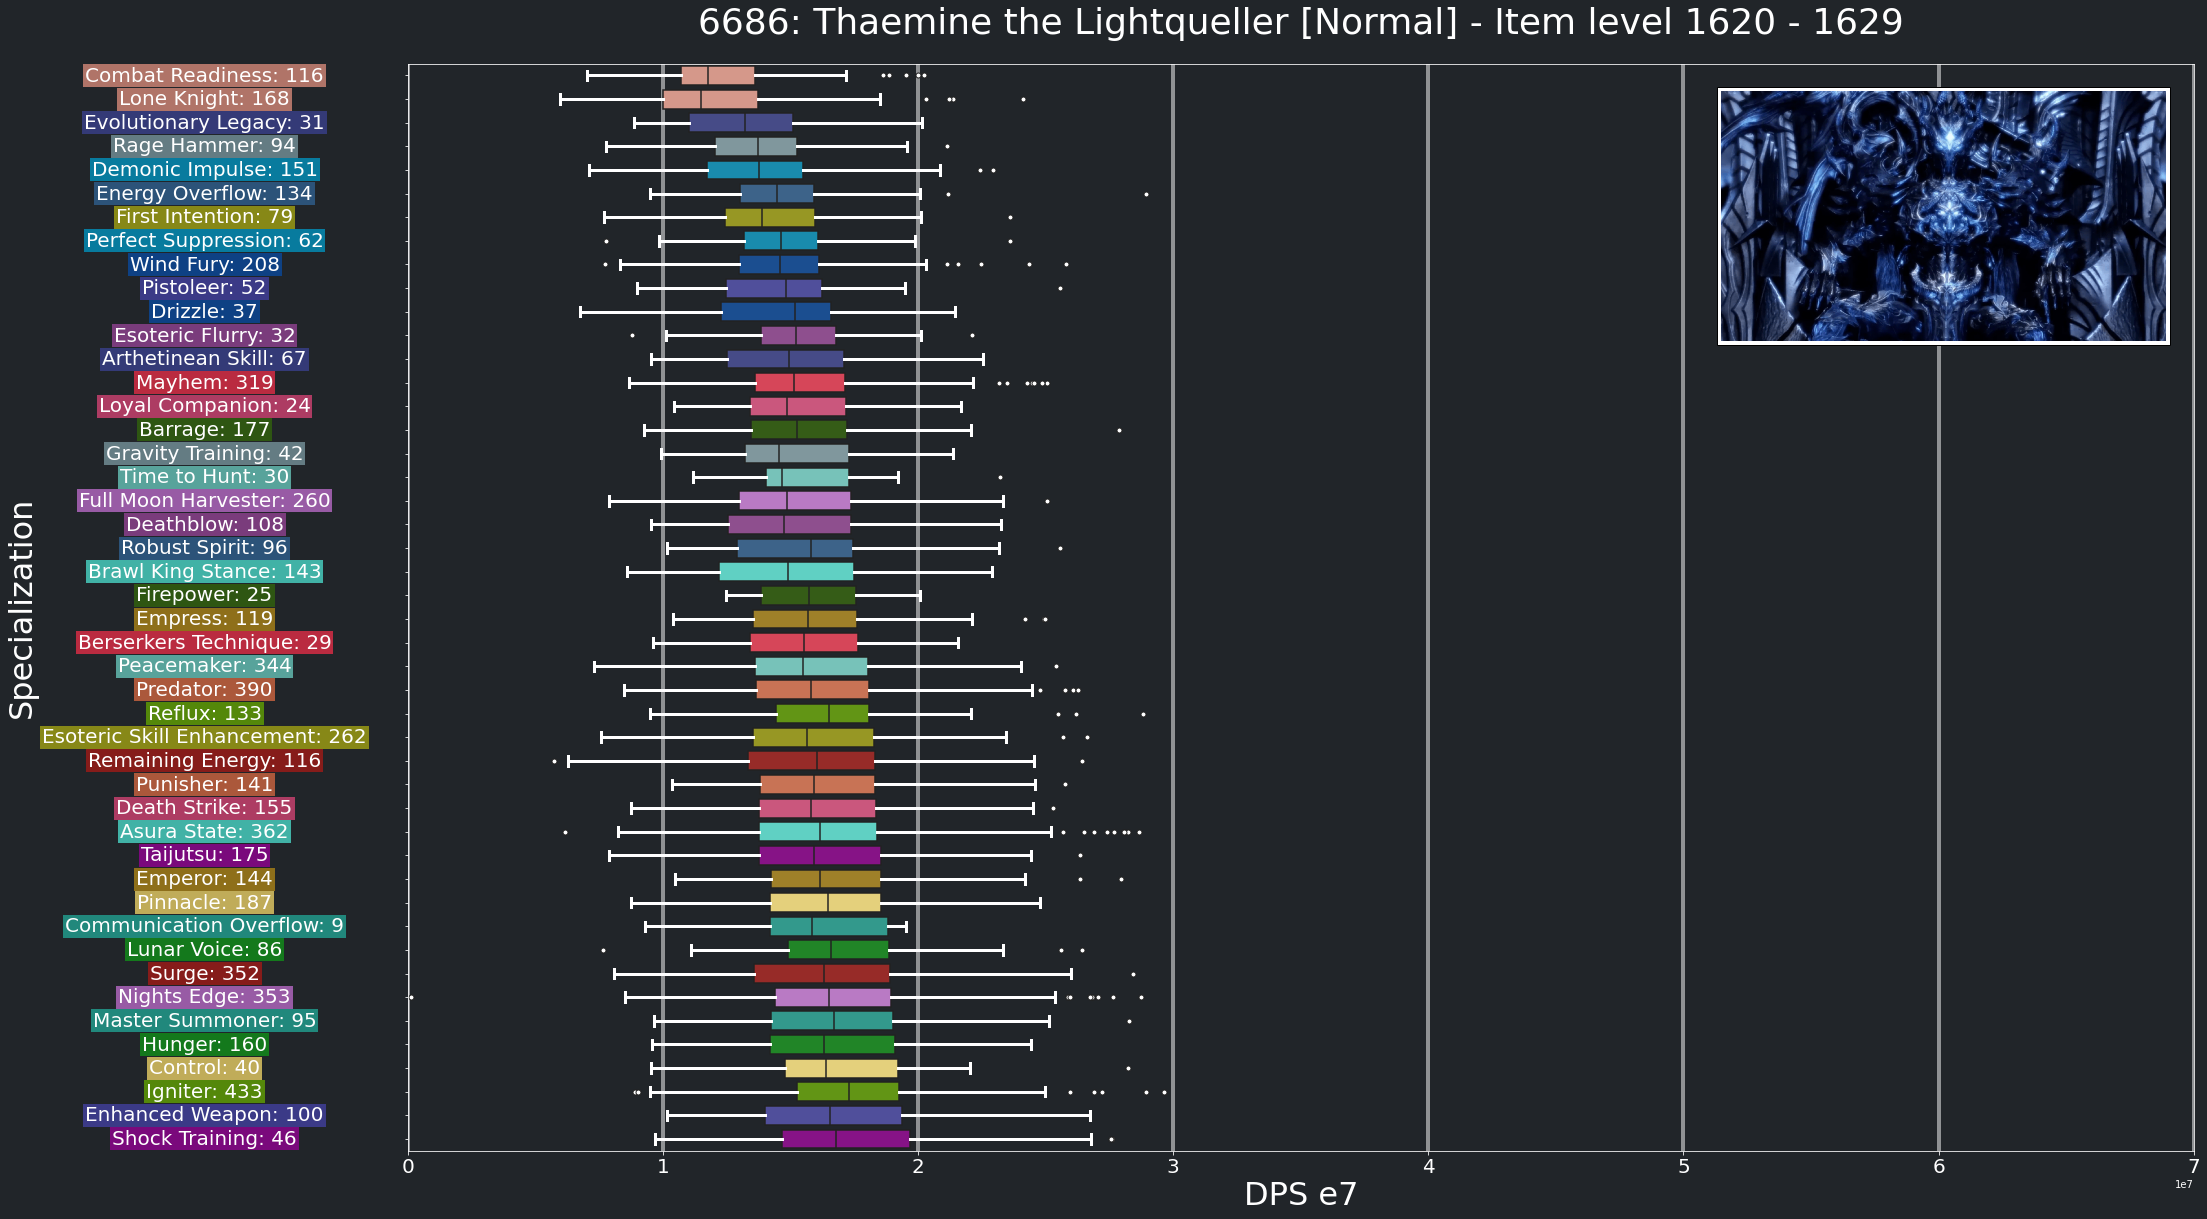 6686: Thaemine the Lightqueller [Normal] - Item level 1620 - 1629
Combat Readiness: 116
Lone Knight: 168
Evolutionary Legacy: 31
Rage Hammer: 94
Demonic Impulse: 151
Energy Overflow: 134
First Intention: 79
Perfect Suppression: 62
Wind Fury: 208
Pistoleer: 52
Drizzle: 37
Esoteric Flurry: 32
Arthetinean Skill: 67
Mayhem: 319
Loyal Companion: 24
Barrage: 177
Gravity Training: 42
Time to Hunt: 30
Full Moon Harvester: 260
Deathblow: 108
Robust Spirit: 96
Brawl King Stance: 143
Firepower: 25
Empress: 119
Berserkers Technique: 29
Peacemaker: 344
Predator: 390
Reflux: 133
Esoteric Skill Enhancement: 262
Remaining Energy: 116
Punisher: 141
Death Strike: 155
Asura State: 362
Taijutsu: 175
Emperor: 144
Pinnacle: 187
Communication Overflow: 9
Lunar Voice: 86
Surge: 352
Nights Edge: 353
Master Summoner: 95
Hunger: 160
Control: 40
Igniter: 433
Enhanced Weapon: 100
Shock Training: 46
Specialization
0 1 2 3 4 5 6 7
1e7
DPS e7